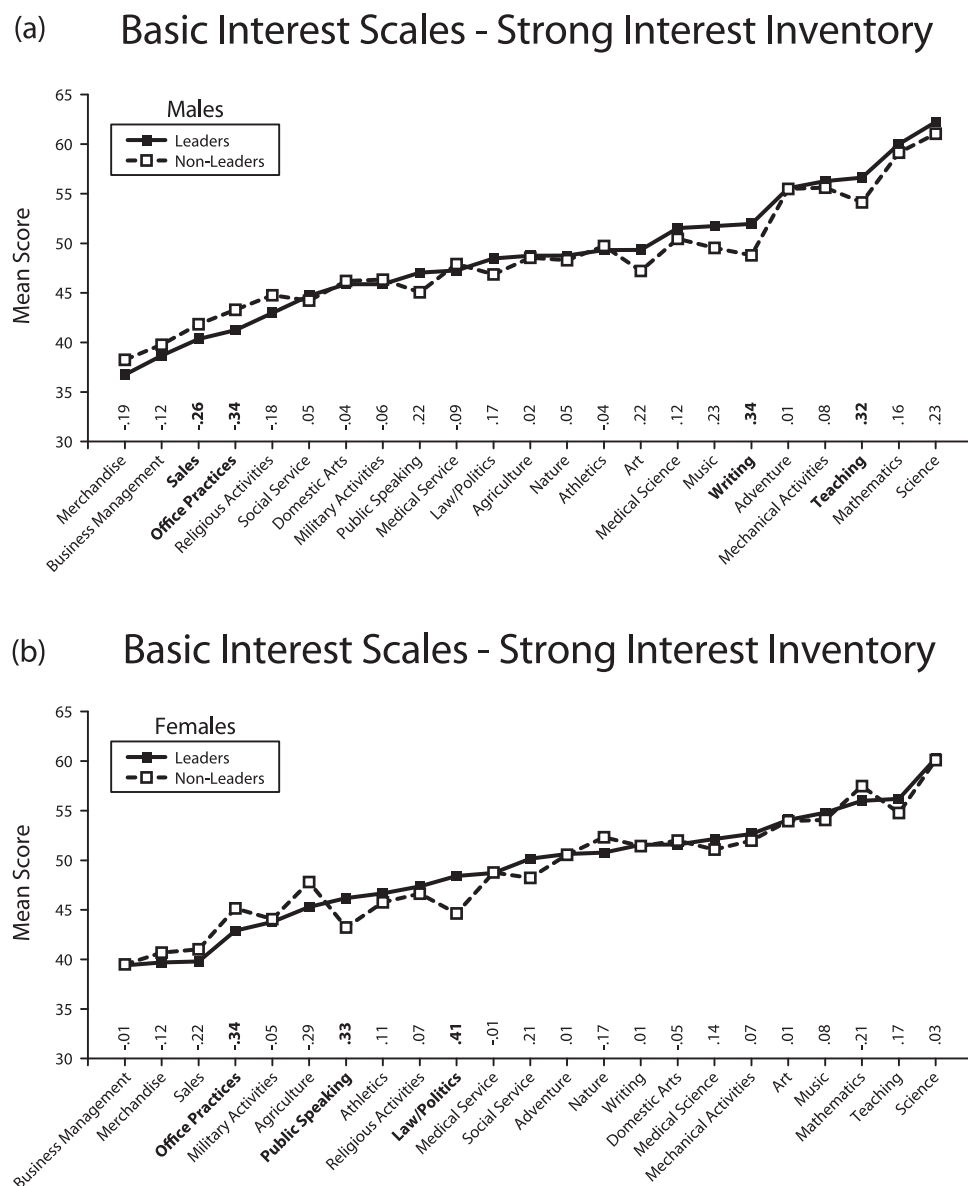 (a) Basic Interest Scales - Strong Interest Inventory
65
60
55
50
45
40
35
30
Mean Score
Males
Leaders
Non-Leaders
-.19
-.12
-.26
-.34
-.18
.05
-.04
-.06
.22
-.09
.17
.02
.05
-.04
.22
.12
.23
.34
.01
.08
.32
.16
.23
Merchandise
Business Management
Sales
Office Practices
Religious Activities
Social Service
Domestic Arts
Military Activities
Public Speaking
Medical Service
Law/Politics
Agriculture
Nature
Athletics
Art
Medical Science
Music
Writing
Adventure
Mechanical Activities
Teaching
Mathematics
Science
(b) Basic Interest Scales - Strong Interest Inventory
65
60
55
50
45
40
35
30
Mean Score
Females
Leaders
Non-Leaders
-.01
-.12
-.22
-.34
-.05
-.29
.33
.11
.07
.41
-.01
.21
.01
-.17
.01
-.05
.14
.07
.01
.08
-.21
.17
.03
Business Management
Merchandise
Sales
Office Practices
Military Activities
Agriculture
Public Speaking
Athletics
Religious Activities
Law/Politics
Medical Service
Social Service
Adventure
Nature
Writing
Domestic Arts
Medical Science
Mechanical Activities
Art
Music
Mathematics
Teaching
Science